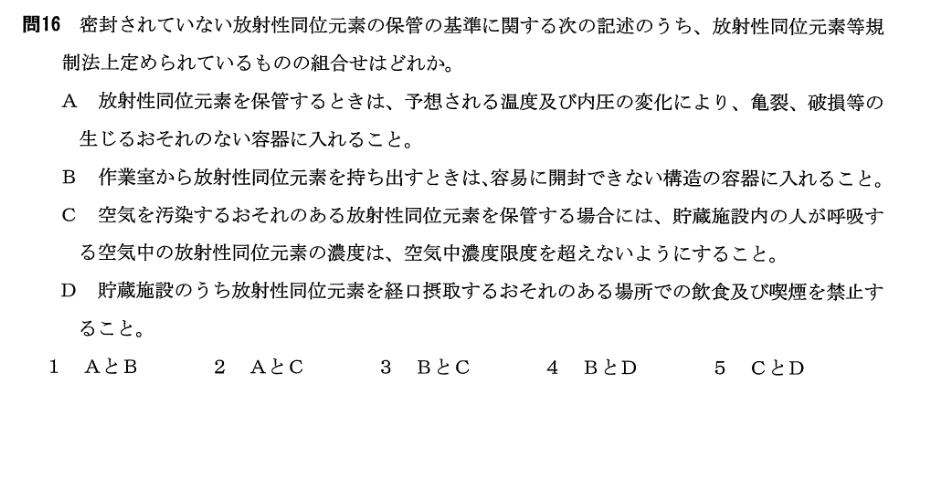 問16 密封されていない放射性同位元素の保管の基準に関する次の記述のうち、放射性同位元素等規
制法上定められているものの組合せはどれか。
A 放射性同位元素を保管するときは、予想される温度及び内圧の変化により、亀裂、破損等の
生じるおそれのない容器に入れること。
B 作業室から放射性同位元素を持ち出すときは、容易に開封できない構造の容器に入れること。
C 空気を汚染するおそれのある放射性同位元素を保管する場合には、貯蔵施設内の人が呼吸す
る空気中の放射性同位元素の濃度は、空気中濃度限度を超えないようにすること。
D 貯蔵施設のうち放射性同位元素を経口摂取するおそれのある場所での飲食及び喫煙を禁止す
ること。
1 AとB 2 AとC 3 BとC 4 BとD 5 CとD